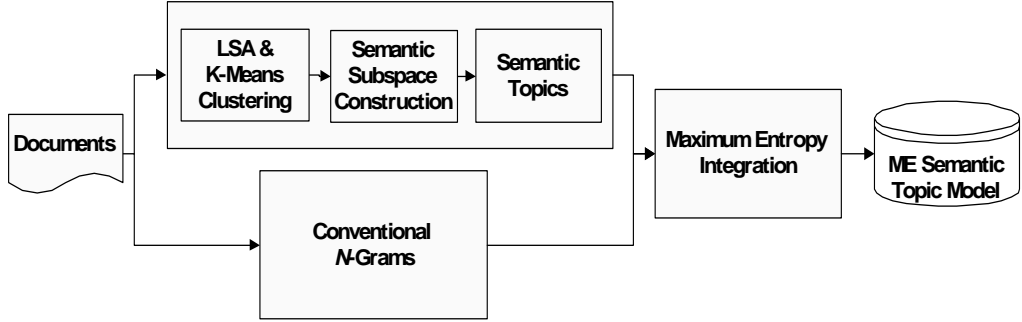 Documents
LSA &
K-Means
Clustering
Semantic
Subspace
Construction
Semantic
Topics
Conventional
N-Grams
Maximum Entropy
Integration
ME Semantic
Topic Model